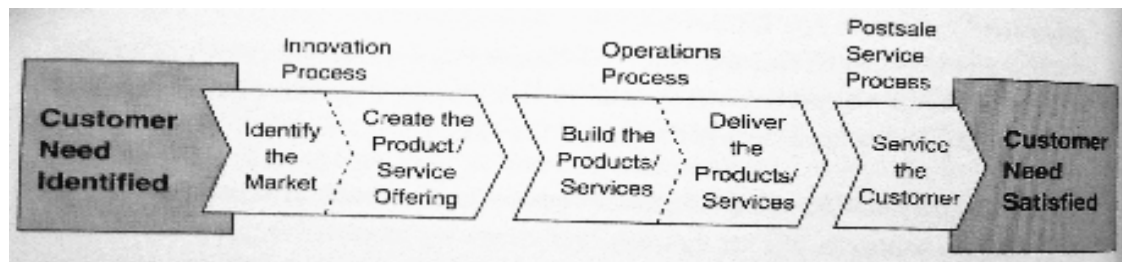 Innovation
Process
Operations
Process
Postsale
Service
Process
Customer
Need
Identified
Identify
the
Market
Create the
Product/
Service
Offering
Build the
Products/
Services
Deliver
the
Products/
Services
Service
the
Customer
Customer
Need
Satisfied